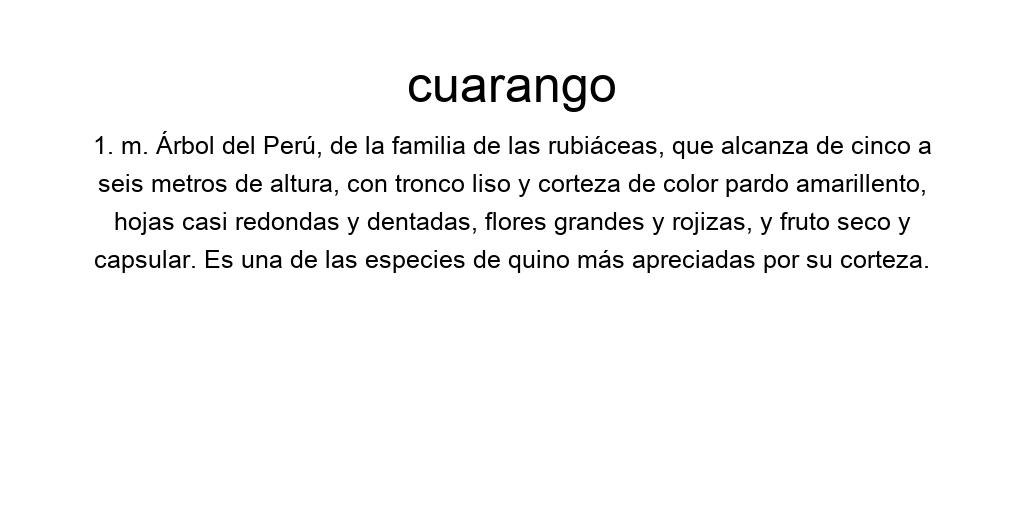 cuarango
1. m. Árbol del Perú, de la familia de las rubiáceas, que alcanza de cinco a
seis metros de altura, con tronco liso y corteza de color pardo amarillento,
hojas casi redondas y dentadas, flores grandes y rojizas, y fruto seco y
capsular. Es una de las especies de quino más apreciadas por su corteza.